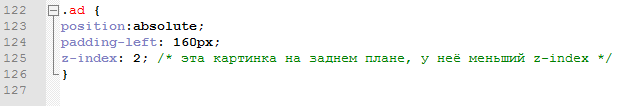 122 .ad {
123 position:absolute;
124 padding-left: 160px;
125 z-index: 2; /* эта картинка на заднем плане, у неё меньший z-index */
126 }
127